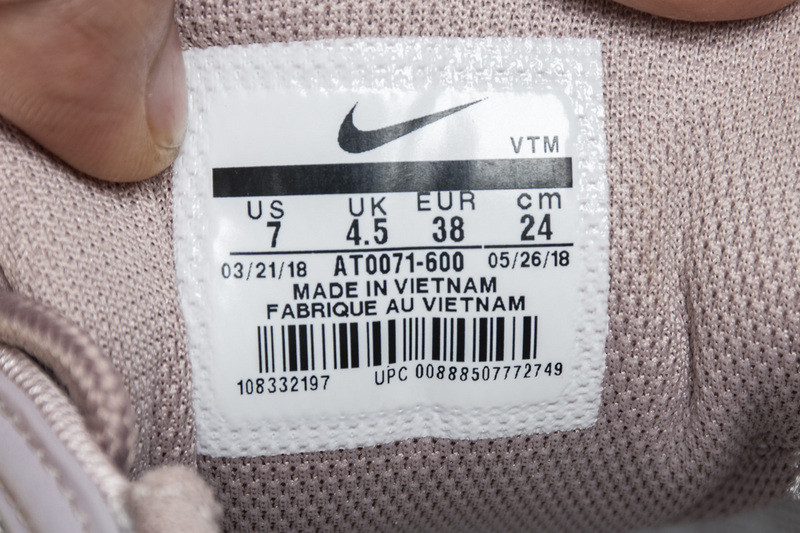 VTM
US UK EUR cm
7 4.5 38 24
03/21/18 AT0071-600 05/26/18
MADE IN VIETNAM
FABRIQUE AU VIETNAM
108332197 UPC 00888507772749